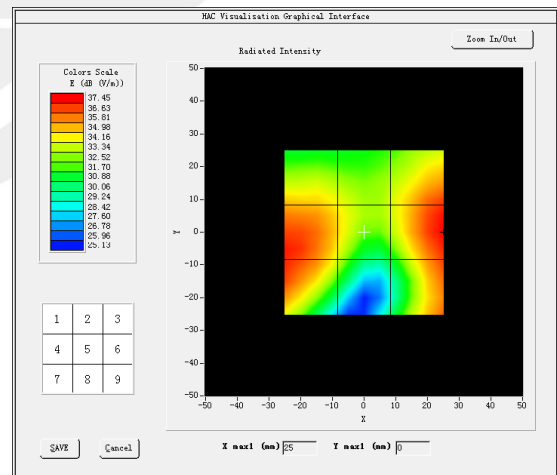 HAC Visualisation Graphical Interface
Zoom In/Out
Radiated Intensity
Colors Scale
E (dB (V/m))
37.45
36.63
35.81
34.98
34.16
33.34
32.52
31.70
30.88
30.06
29.24
28.42
27.60
26.78
25.96
25.13
50
40
30
20
10
0
-10
-20
-30
-40
-50
Y
-50 -40 -30 -20 -10 0 10 20 30 40 50
X
1 2 3
4 5 6
7 8 9
SAVE Cancel
X max1 (mm) 25 Y max1 (mm) 0